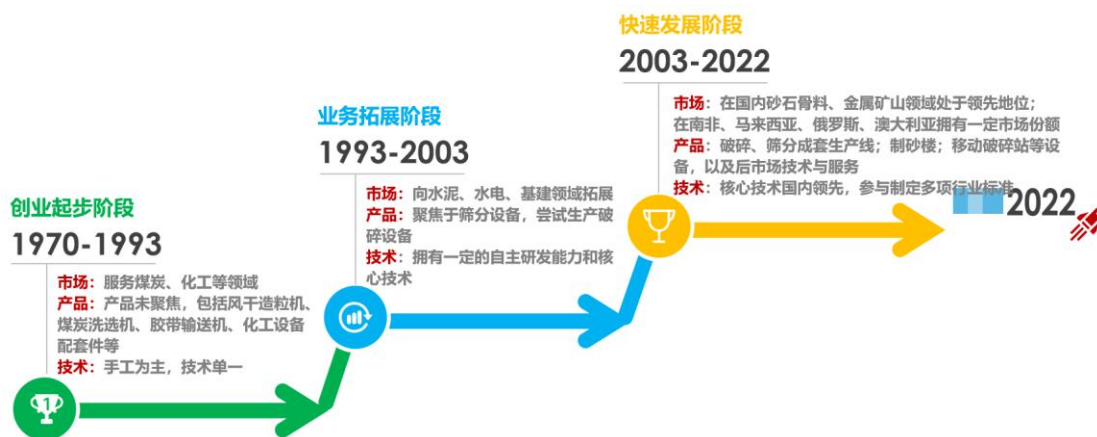 创业起步阶段
1970-1993
市场：服务煤炭、化工等领域
产品：产品未聚焦，包括风干造粒机、
煤炭洗选机、胶带输送机、化工设备
配套件等
技术：手工为主，技术单一
1
业务拓展阶段
1993-2003
市场：向水泥、水电、基建领域拓展
产品：聚焦于筛分设备，尝试生产破
碎设备
技术：拥有一定的自主研发能力和核
心技术
快速发展阶段
2003-2022
市场：在国内砂石骨料、金属矿山领域处于领先地位；
在南非、马来西亚、俄罗斯、澳大利亚拥有一定市场份额
产品：破碎、筛分成套生产线；制砂楼；移动破碎站等设
备，以及后市场技术与服务
技术：核心技术国内领先，参与制定多项行业标准
2022